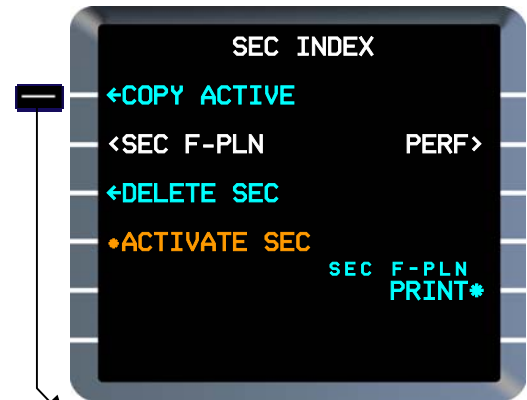 SEC INDEX
←COPY ACTIVE
<SEC F-PLN PERF>
←DELETE SEC
*ACTIVATE SEC
SEC F-PLN
PRINT*